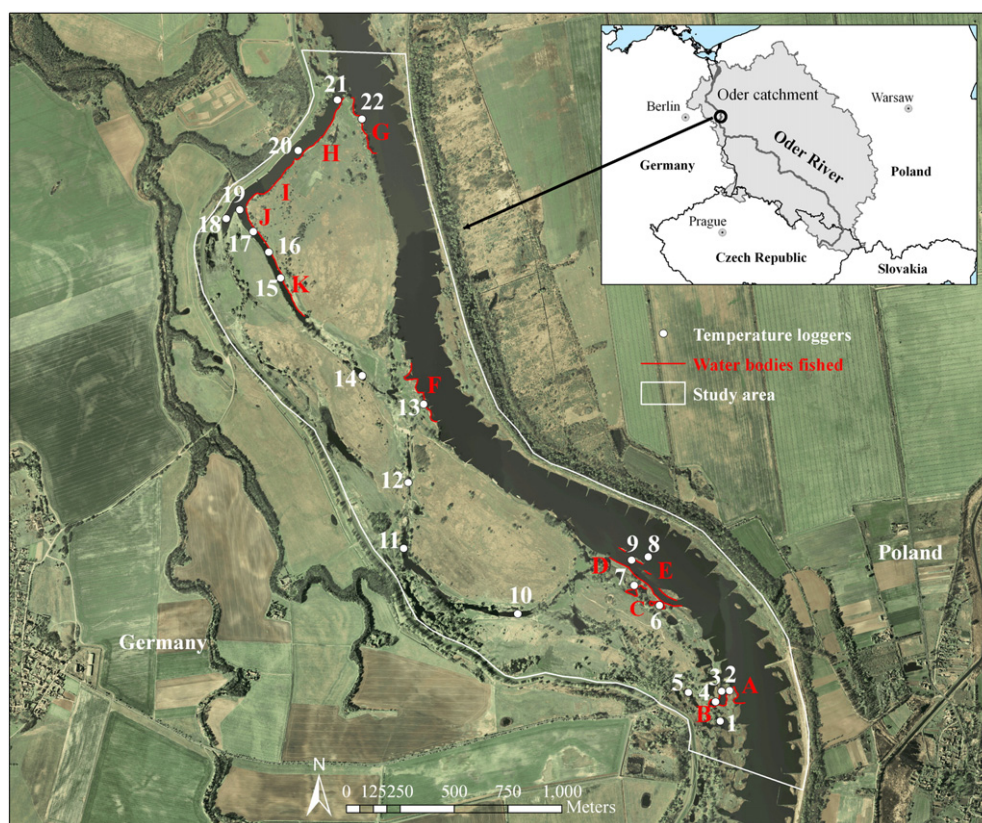 Oder catchment
Berlin
Warsaw
Oder River
Germany
Poland
Prague
Czech Republic
Slovakia
21
22
G
20
H
I
19
18
J
17
16
15
K
Temperature loggers
Water bodies fished
Study area
14
F
13
12
11
9
8
D
E
7
C
6
10
Poland
Germany
5
3
2
A
4
B
1
N
0
125
250
500
750
1,000
Meters